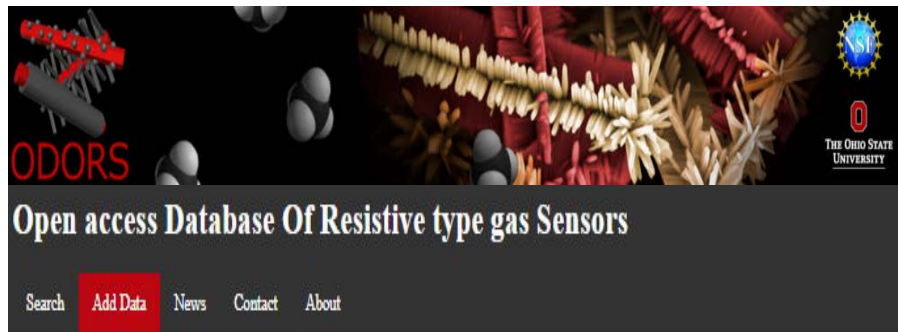 NSF
THE OHIO STATE
UNIVERSITY
ODORS
Open access Database Of Resistive type gas Sensors
Search Add Data News Contact About